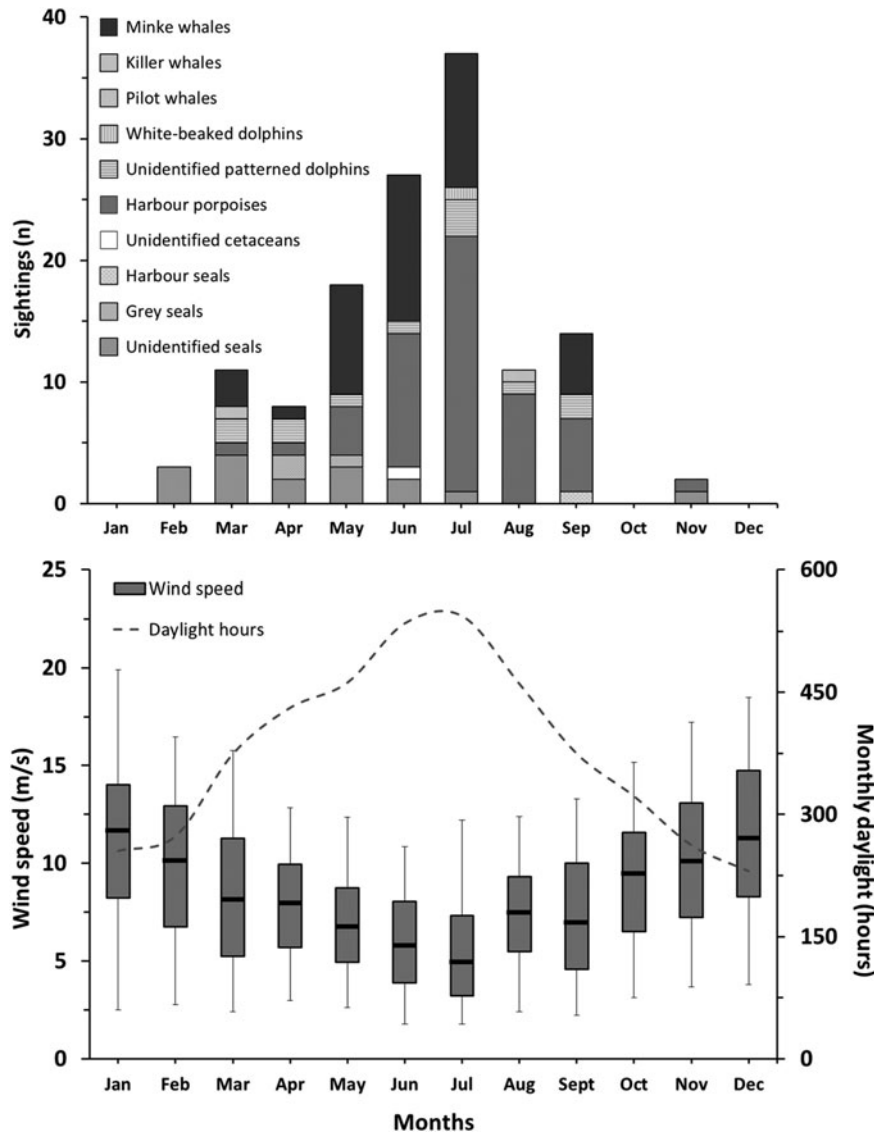 40
30
20
10
0
Sightings (n)
Minke whales
Killer whales
Pilot whales
White-beaked dolphins
Unidentified patterned dolphins
Harbour porpoises
Unidentified cetaceans
Harbour seals
Grey seals
Unidentified seals
Jan Feb Mar Apr May Jun Jul Aug Sep Oct Nov Dec
25
20
15
10
5
0
Wind speed (m/s)
Wind speed
Daylight hours
600
450
300
150
0
Monthly daylight (hours)
Jan Feb Mar Apr May Jun Jul Aug Sept Oct Nov Dec
Months